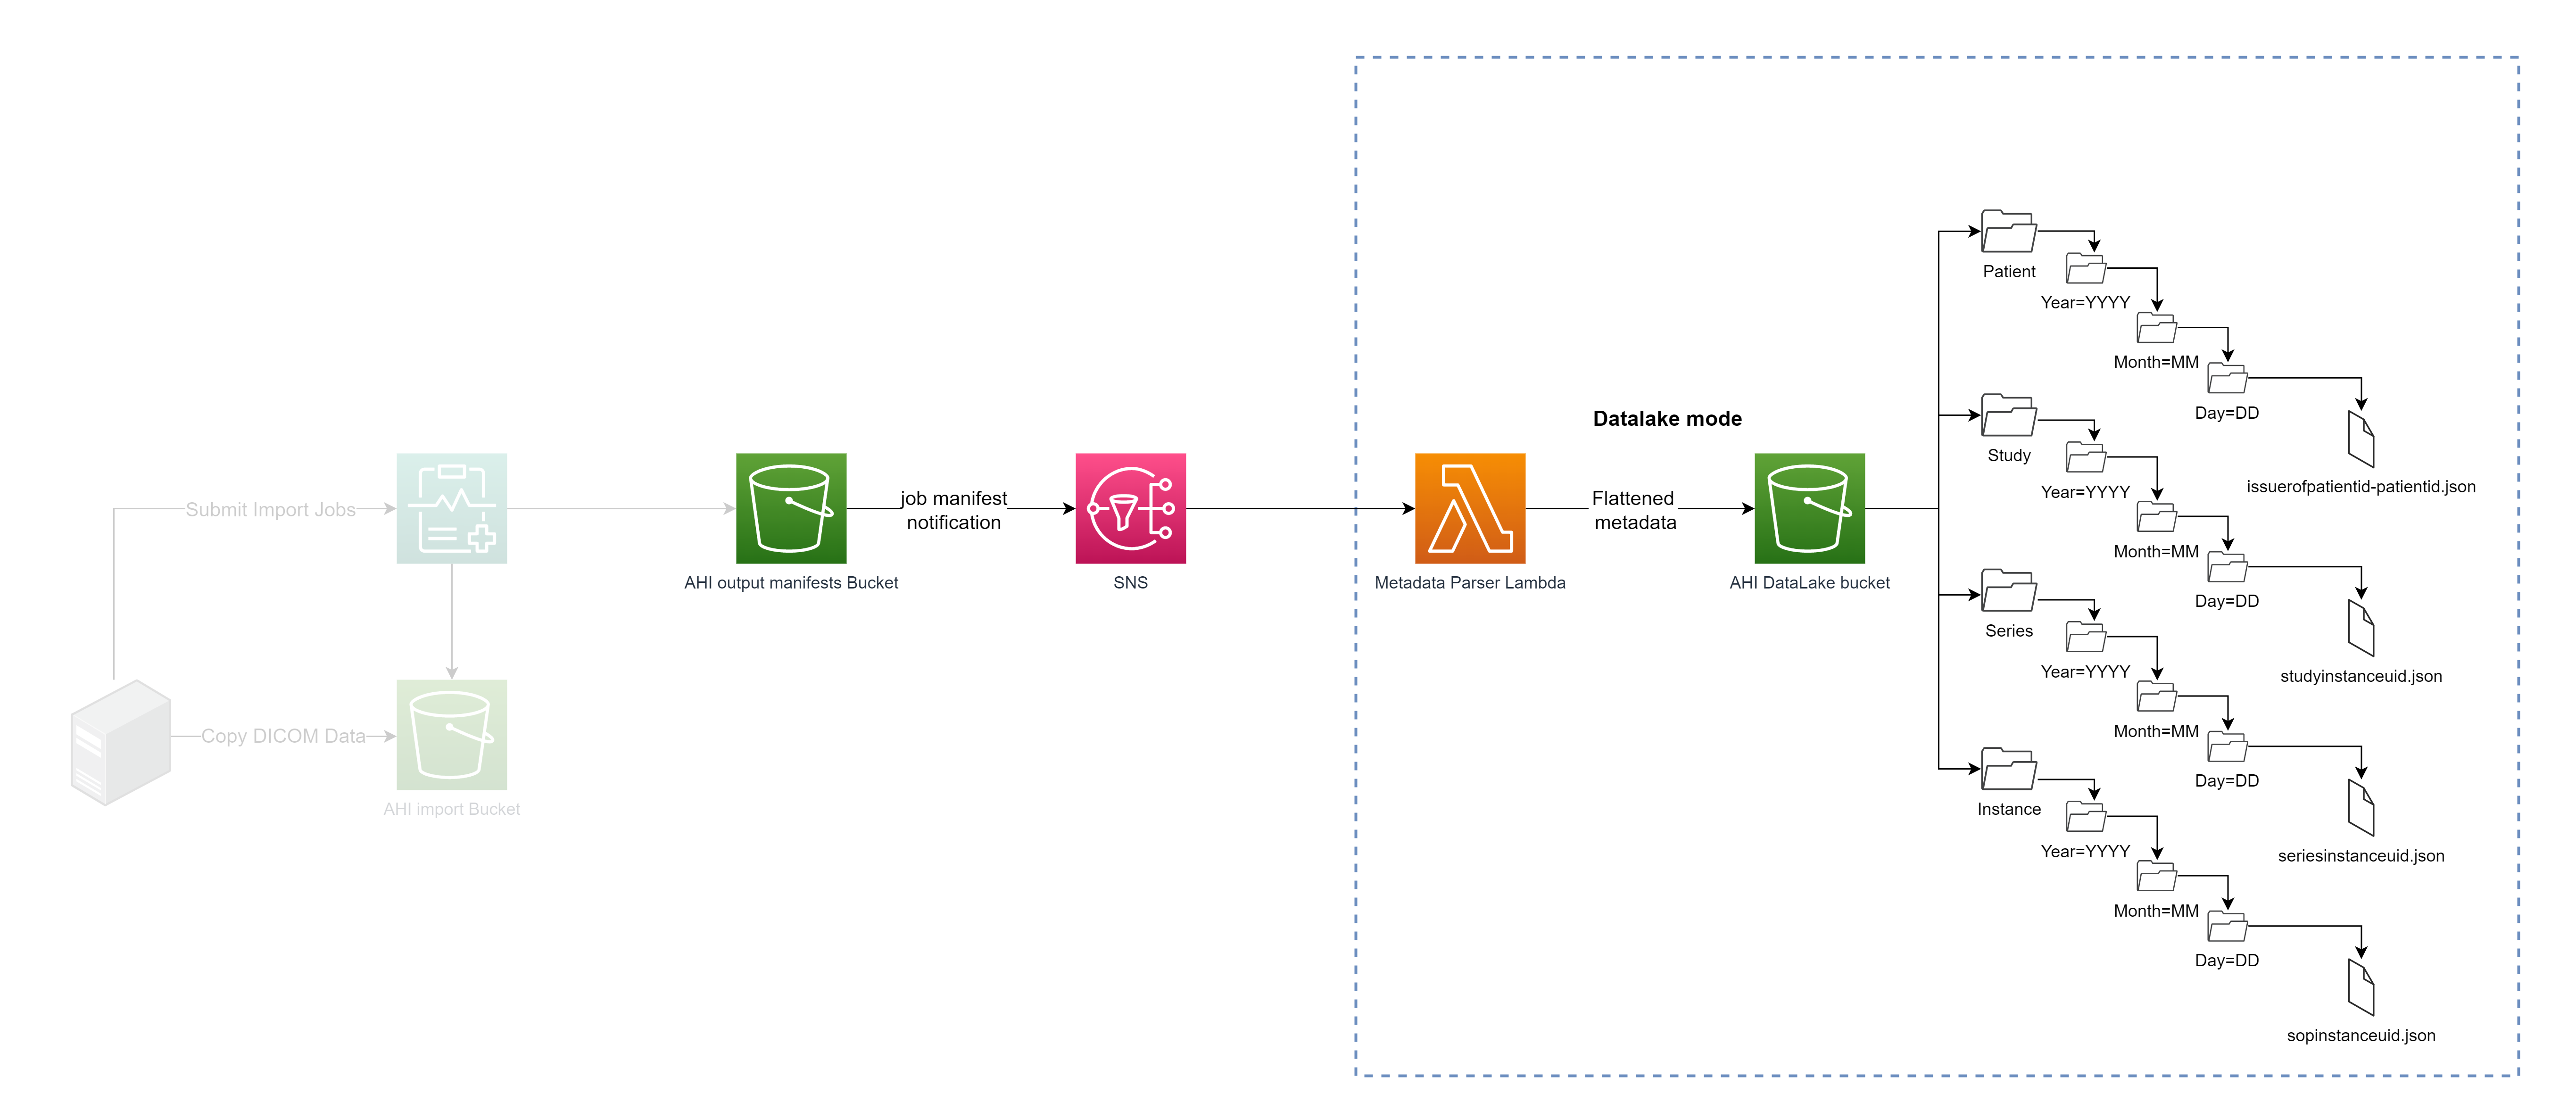 Submit Import Jobs
Copy DICOM Data
AHI import Bucket
AHI output manifests Bucket
job manifest
notification
SNS
Datalake mode
Metadata Parser Lambda
Flattened
metadata
AHI DataLake bucket
Patient
Year=YYYY
Month=MM
Day=DD
issuerofpatientid-patientid.json
Study
Year=YYYY
Month=MM
Day=DD
studyinstanceuid.json
Series
Year=YYYY
Month=MM
Day=DD
seriesinstanceuid.json
Instance
Year=YYYY
Month=MM
Day=DD
sopinstanceuid.json